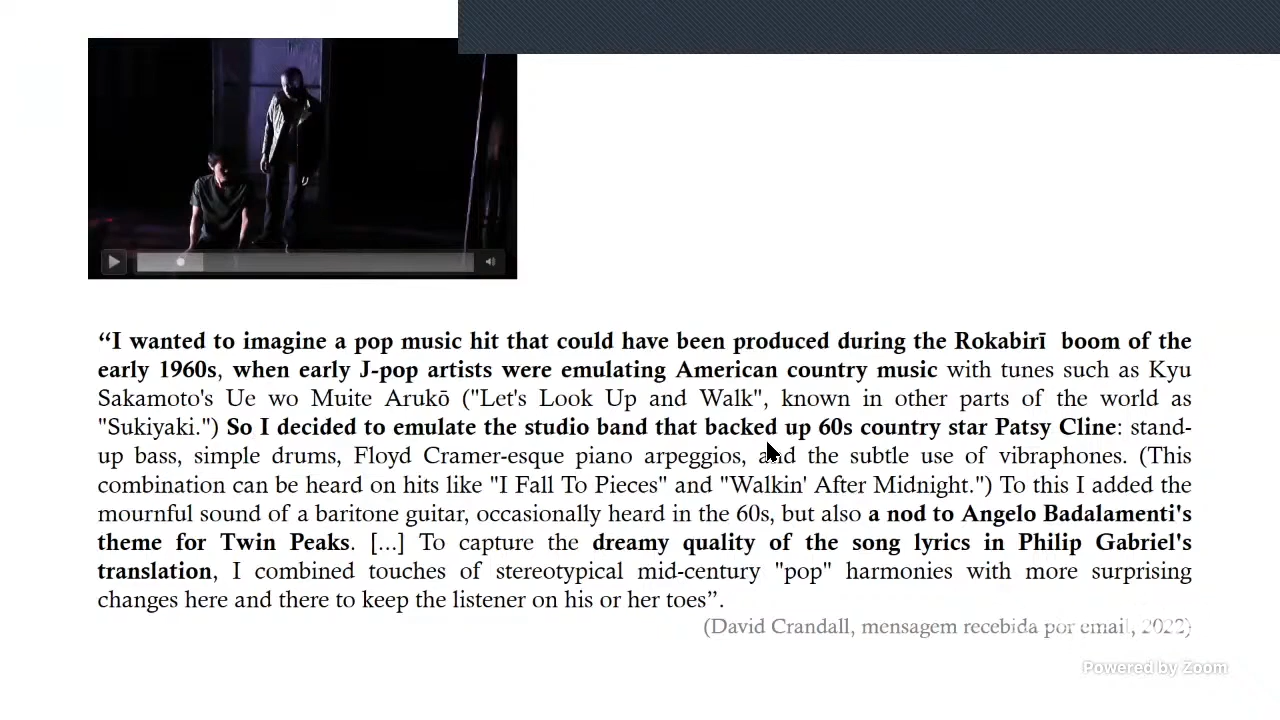 “I wanted to imagine a pop music hit that could have been produced during the Rokabirī boom of the
early 1960s, when early J-pop artists were emulating American country music with tunes such as Kyu
Sakamoto's Ue wo Muite Arukō ("Let's Look Up and Walk", known in other parts of the world as
"Sukiyaki.") So I decided to emulate the studio band that backed up 60s country star Patsy Cline: stand-
up bass, simple drums, Floyd Cramer-esque piano arpeggios, and the subtle use of vibraphones. (This
combination can be heard on hits like "I Fall To Pieces" and "Walkin' After Midnight.") To this I added the
mournful sound of a baritone guitar, occasionally heard in the 60s, but also a nod to Angelo Badalamenti's
theme for Twin Peaks. [...] To capture the dreamy quality of the song lyrics in Philip Gabriel's
translation, I combined touches of stereotypical mid-century "pop" harmonies with more surprising
changes here and there to keep the listener on his or her toes”.
(David Crandall, mensagem recebida por email, 2022)
Powered by Zoom